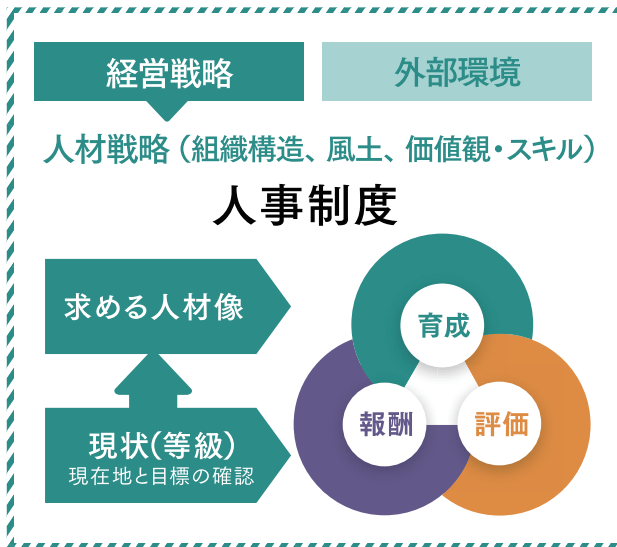 経営戦略
外部環境
人材戦略（組織構造、風土、価値観・スキル）
人事制度
求める人材像
育成
現状(等級)
現在地と目標の確認
報酬
評価